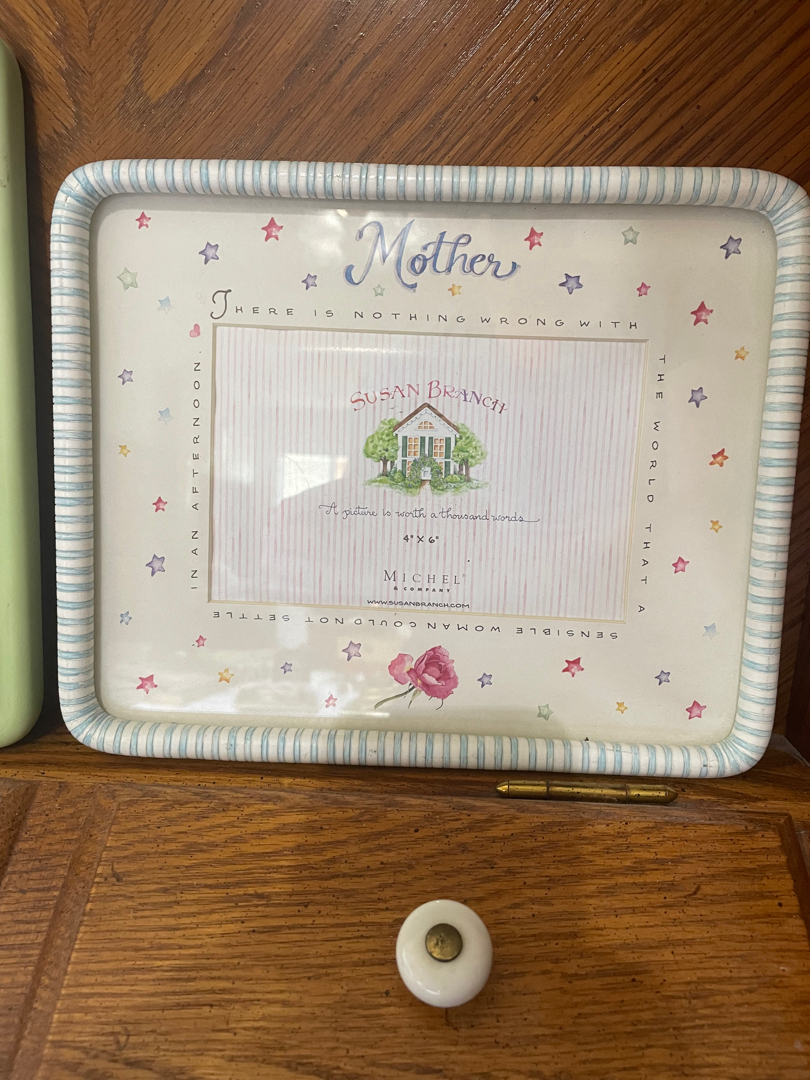 Mother
THERE IS NOTHING WRONG WITH
THE WORLD THAT A
SENSIBLE WOMAN COULD NOT SETTLE
IN AN AFTERNOON.
SUSAN BRANCH
A picture is worth a thousand words
4" X 6"
MICHEL®
& COMPANY
WWW.SUSANBRANCH.COM